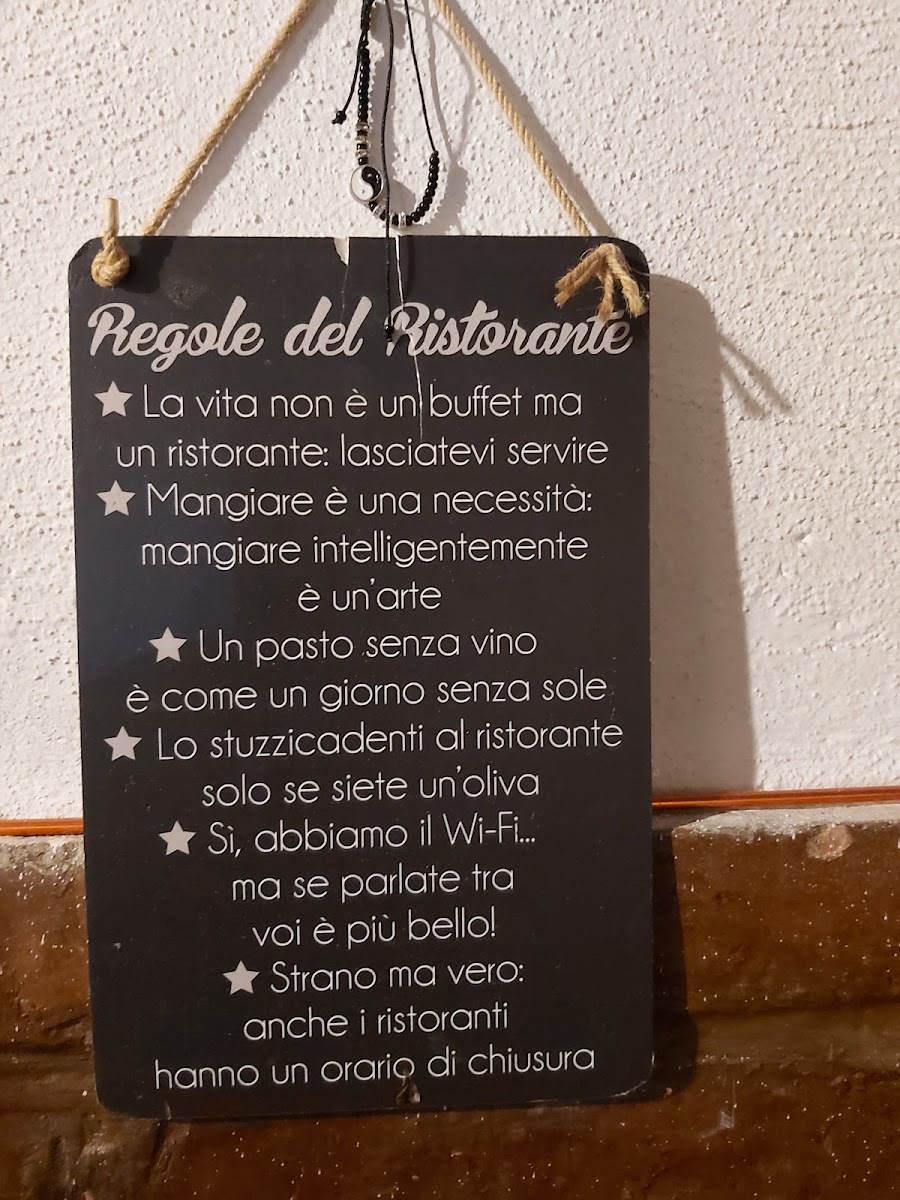 Regole del Ristorante
La vita non è un buffet ma
un ristorante: lasciatevi servire
Mangiare è una necessità:
mangiare intelligentemente
è un'arte
Un pasto senza vino
è come un giorno senza sole
Lo stuzzicadenti al ristorante
solo se siete un'oliva
Sì, abbiamo il Wi-Fi...
ma se parlate tra
voi è più bello!
Strano ma vero:
anche i ristoranti
hanno un orario di chiusura